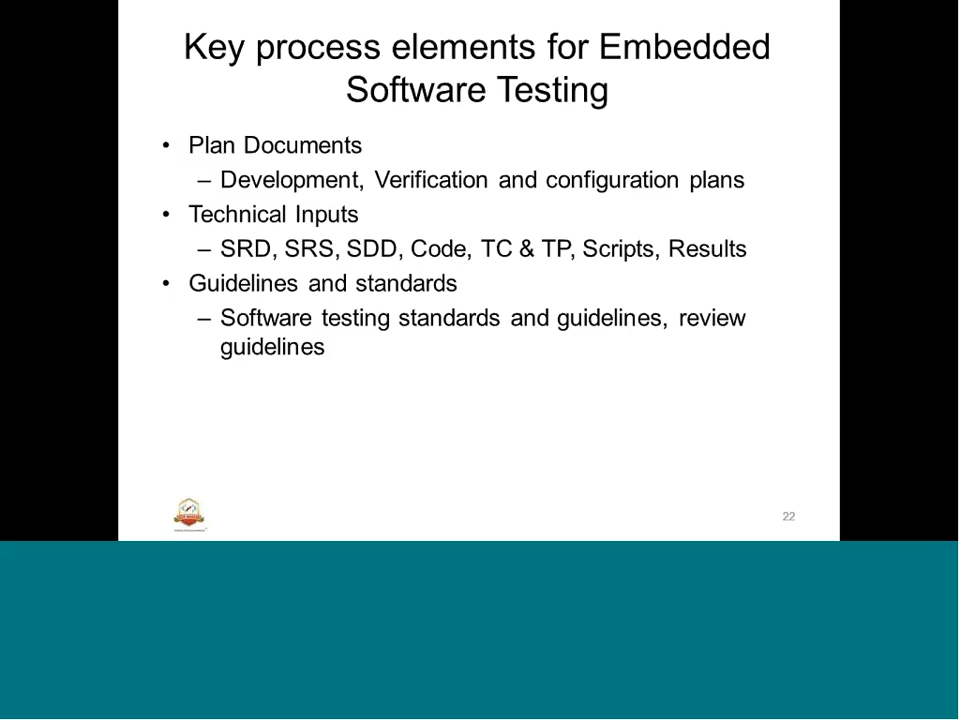 Key process elements for Embedded
Software Testing
• Plan Documents
– Development, Verification and configuration plans
• Technical Inputs
– SRD, SRS, SDD, Code, TC & TP, Scripts, Results
• Guidelines and standards
– Software testing standards and guidelines, review
guidelines
22